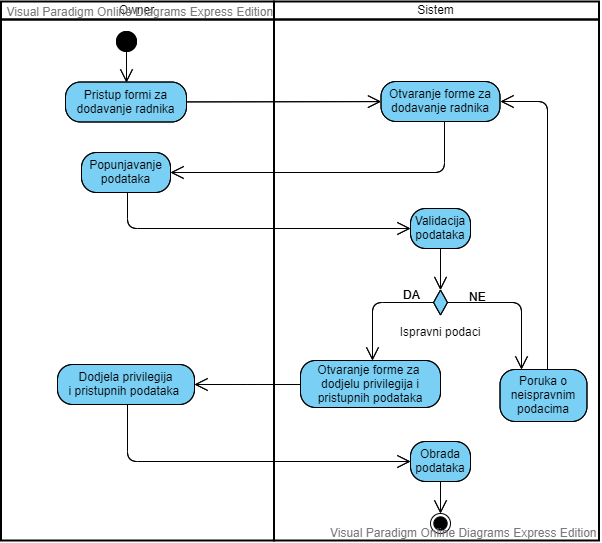 Visual Paradigm Online Diagrams Express Edition
Owner
Sistem
Pristup formi za
dodavanje radnika
Otvaranje forme za
dodavanje radnika
Popunjavanje
podataka
Validacija
podataka
DA
NE
Ispravni podaci
Dodjela privilegija
i pristupnih podataka
Otvaranje forme za
dodjelu privilegija i
pristupnih podataka
Poruka o
neispravnim
podacima
Obrada
podataka
Visual Paradigm Online Diagrams Express Edition